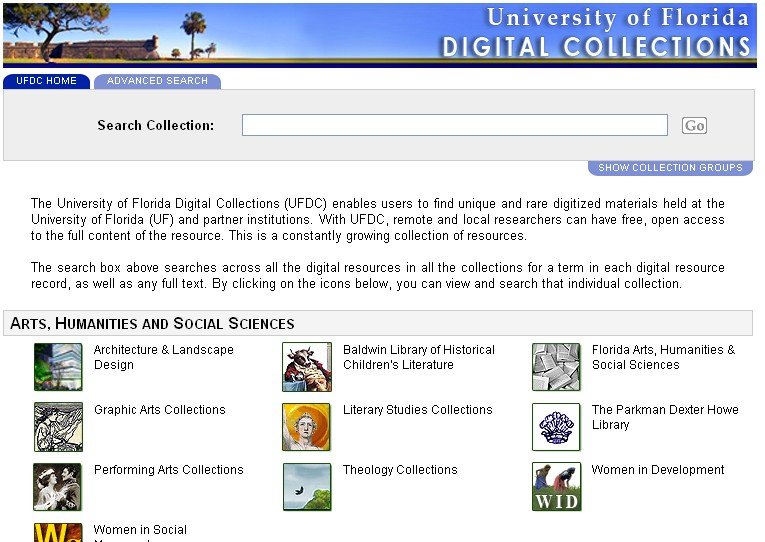 University of Florida
DIGITAL COLLECTIONS
UFDC HOME ADVANCED SEARCH
Search Collection: Go
SHOW COLLECTION GROUPS
The University of Florida Digital Collections (UFDC) enables users to find unique and rare digitized materials held at the
University of Florida (UF) and partner institutions. With UFDC, remote and local researchers can have free, open access
to the full content of the resource. This is a constantly growing collection of resources.
The search box above searches across all the digital resources in all the collections for a term in each digital resource
record, as well as any full text. By clicking on the icons below, you can view and search that individual collection.
ARTS, HUMANITIES AND SOCIAL SCIENCES
Architecture & Landscape
Design
Baldwin Library of Historical
Children's Literature
Florida Arts, Humanities &
Social Sciences
Graphic Arts Collections
Literary Studies Collections
The Parkman Dexter Howe
Library
Performing Arts Collections
Theology Collections
WID
Women in Development
Women in Social